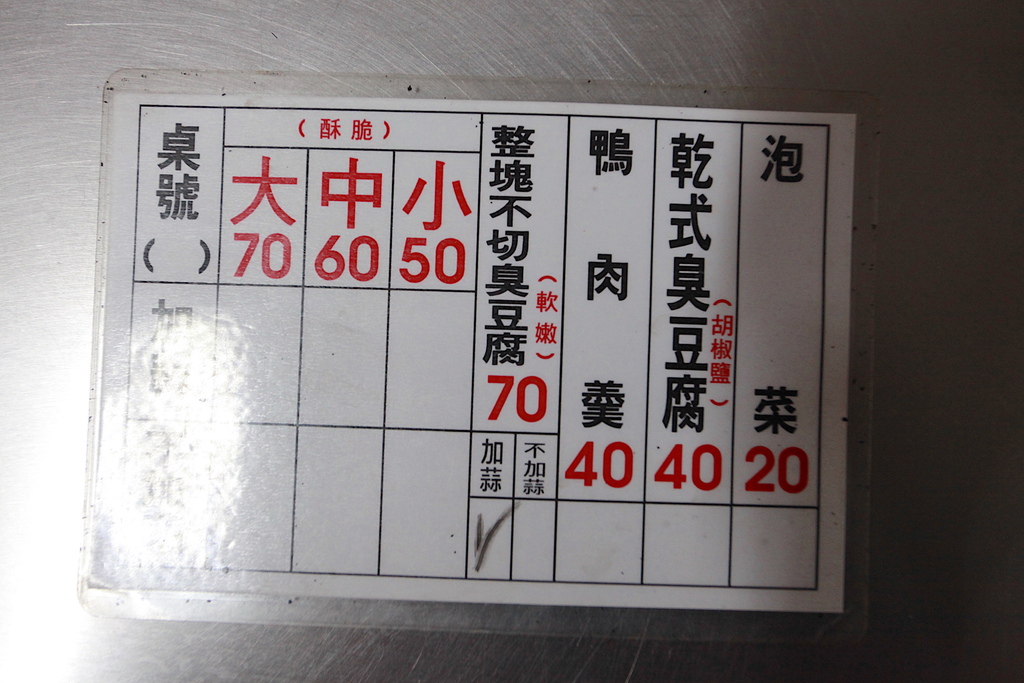 桌號
( )
(酥脆)
大
70
中
60
小
50
整塊不切臭豆腐
(軟嫩)
70
加蒜
不加蒜
鴨肉羹
40
乾式臭豆腐
(胡椒鹽)
40
泡菜
20